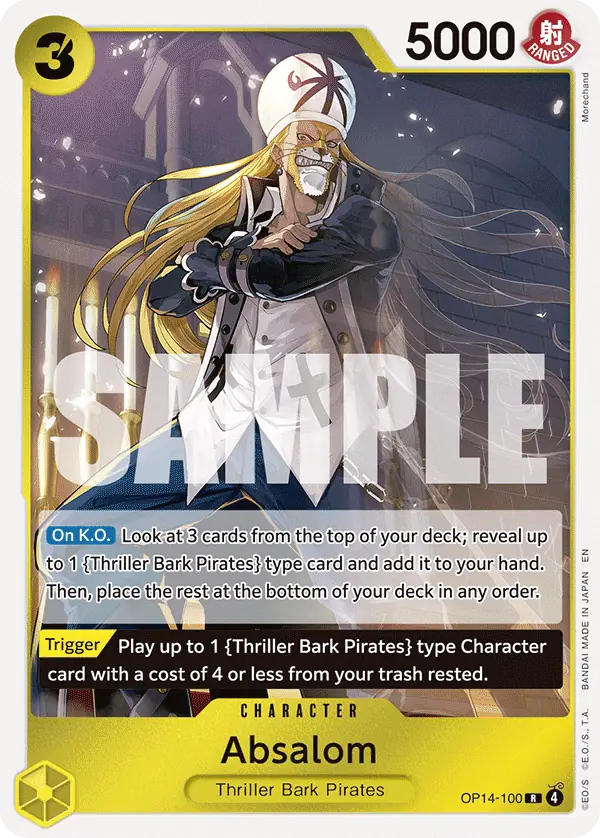 3
5000
射
RANGED
Morechand
SAMPLE
On K.O. Look at 3 cards from the top of your deck; reveal up
to 1 {Thriller Bark Pirates} type card and add it to your hand.
Then, place the rest at the bottom of your deck in any order.
Trigger Play up to 1 {Thriller Bark Pirates} type Character
card with a cost of 4 or less from your trash rested.
CHARACTER
Absalom
Thriller Bark Pirates
OP14-100 R 4
©EO/S ©E.O./S., T.A. BANDAI MADE IN JAPAN EN